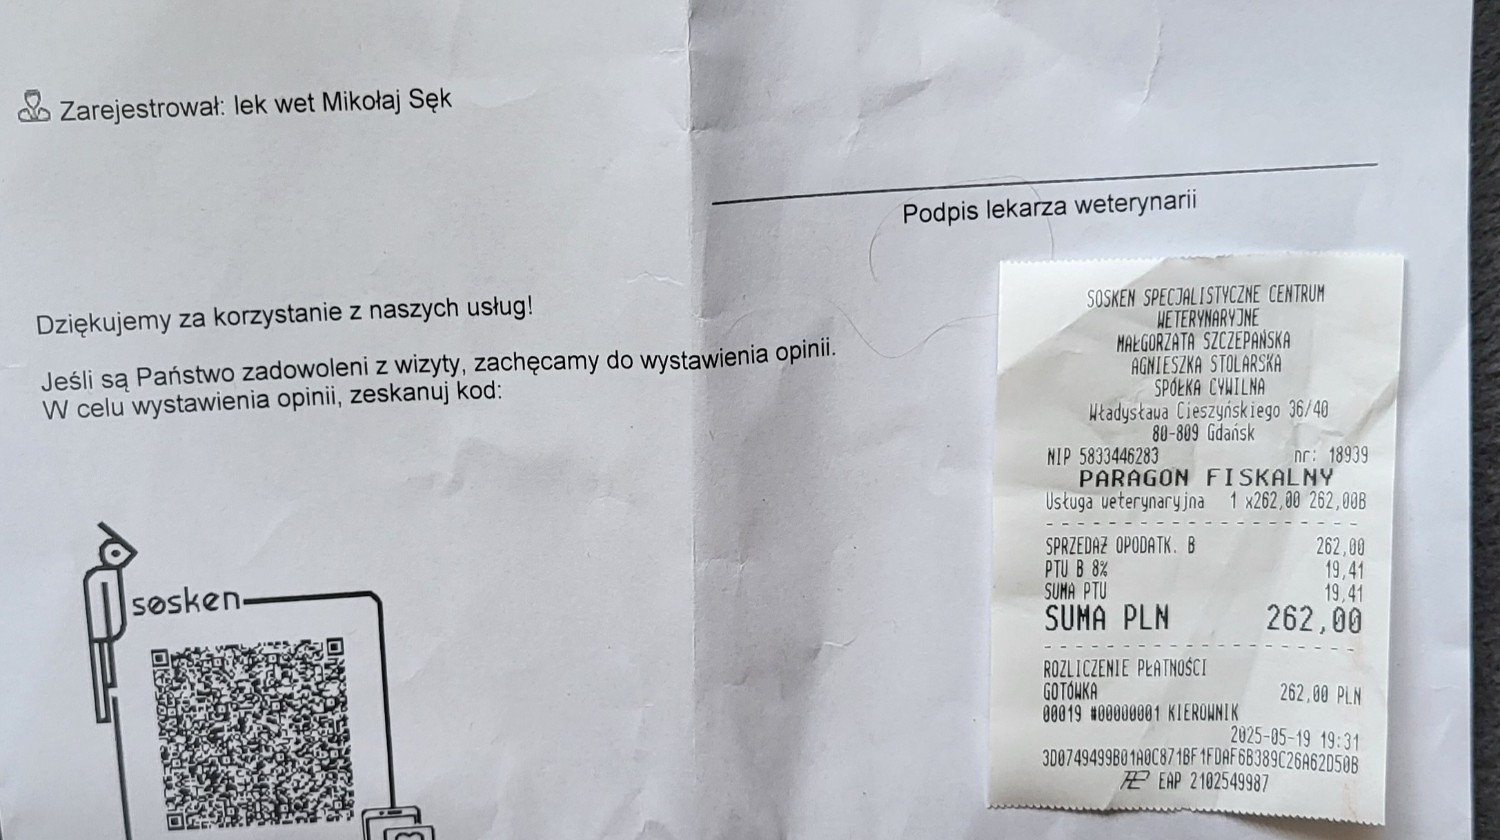 Zarejestrował: lek wet Mikołaj Sęk
Podpis lekarza weterynarii
Dziękujemy za korzystanie z naszych usług!
Jeśli są Państwo zadowoleni z wizyty, zachęcamy do wystawienia opinii.
W celu wystawienia opinii, zeskanuj kod:
sosken
SOSKEN SPECJALISTYCZNE CENTRUM
WETERYNARYJNE
MAŁGORZATA SZCZEPAŃSKA
AGNIESZKA STOLARSKA
SPÓŁKA CYWILNA
Władysława Cieszyńskiego 36/40
80-809 Gdańsk
NIP 5833446283 nr: 18939
PARAGON FISKALNY
Usługa weterynaryjna 1 x262,00 262,00B
SPRZEDAŻ OPODATK. B 262,00
PTU B 8% 19,41
SUMA PTU 19,41
SUMA PLN 262,00
ROZLICZENIE PŁATNOŚCI
GOTÓWKA 262,00 PLN
00019 #00000001 KIEROWNIK
2025-05-19 19:31
3D0749499B01A0C871BF1FDAF6B389C26A62D50B
EAP 2102549987